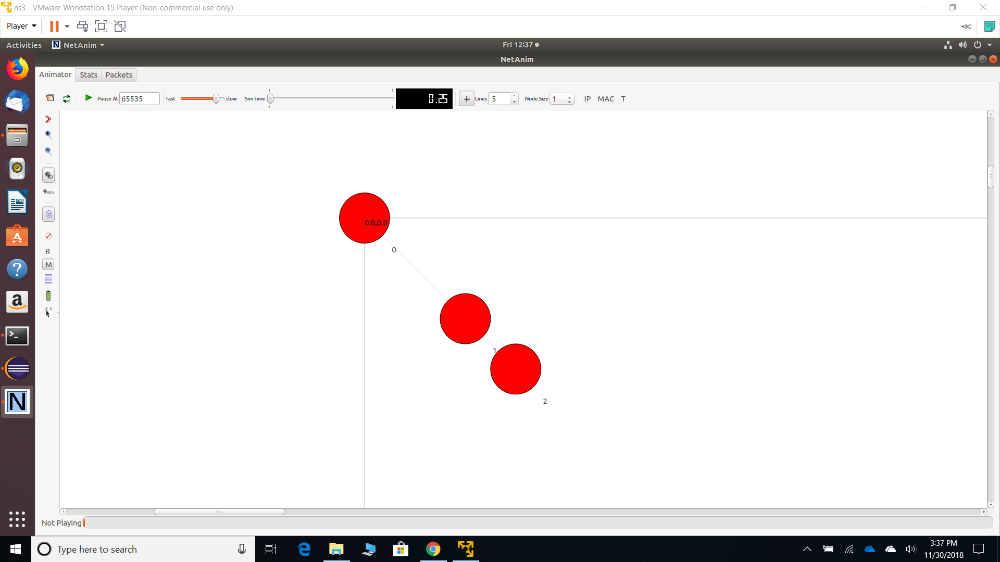 ns3 - VMware Workstation 15 Player (Non-commercial use only)
Player
Activities
NetAnim
Fri 12:37
NetAnim
Animator Stats Packets
Pause At 65535 fast slow Sim time 0.25 # Lines 5 Node Size 1 IP MAC T
ID
SYSID
R
M
(X, Y)
0.0,0.0
0
1
2
Not Playing
Type here to search
3:37 PM
11/30/2018